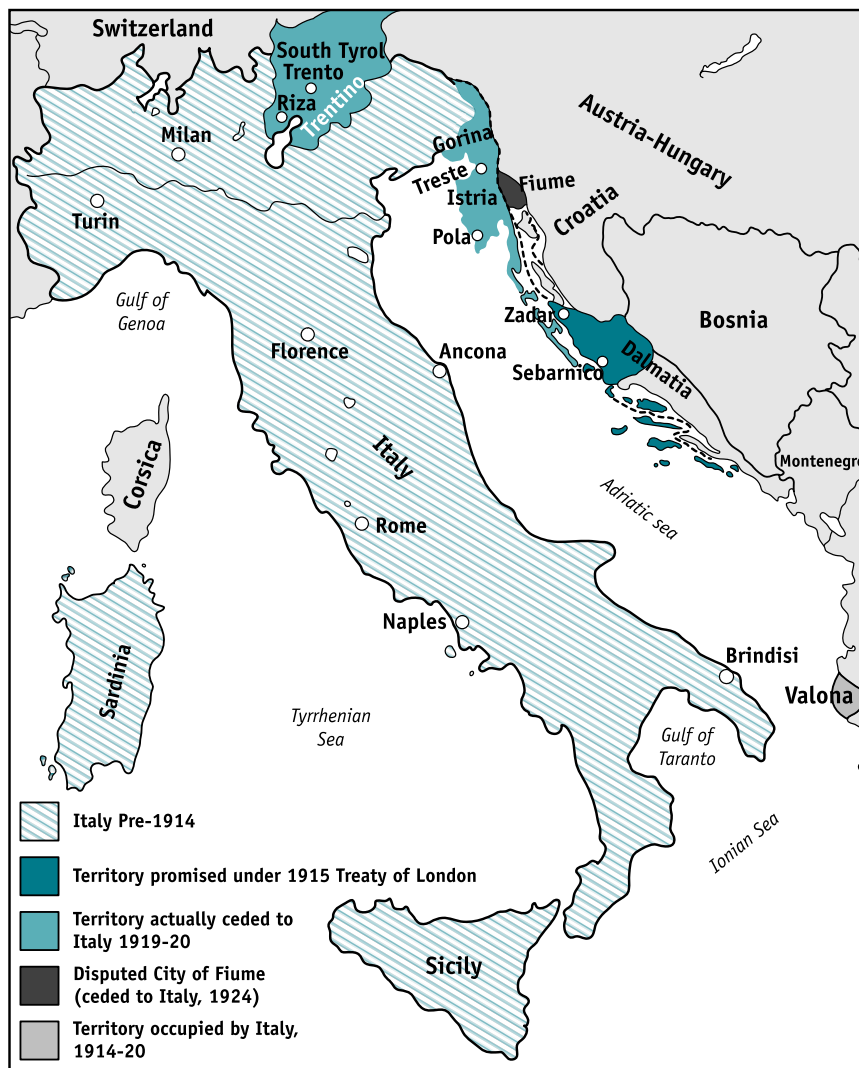 Switzerland
South Tyrol
Trento
Riza
Trentino
Milan
Turin
Gorina
Treste
Istria
Fiume
Pola
Austria-Hungary
Croatia
Gulf of
Genoa
Florence
Ancona
Zadar
Sebarnico
Dalmatia
Bosnia
Montenegro
Corsica
Italy
Adriatic sea
Rome
Naples
Sardinia
Brindisi
Valona
Tyrrhenian
Sea
Gulf of
Taranto
Ionian Sea
Sicily
Italy Pre-1914
Territory promised under 1915 Treaty of London
Territory actually ceded to
Italy 1919-20
Disputed City of Fiume
(ceded to Italy, 1924)
Territory occupied by Italy,
1914-20